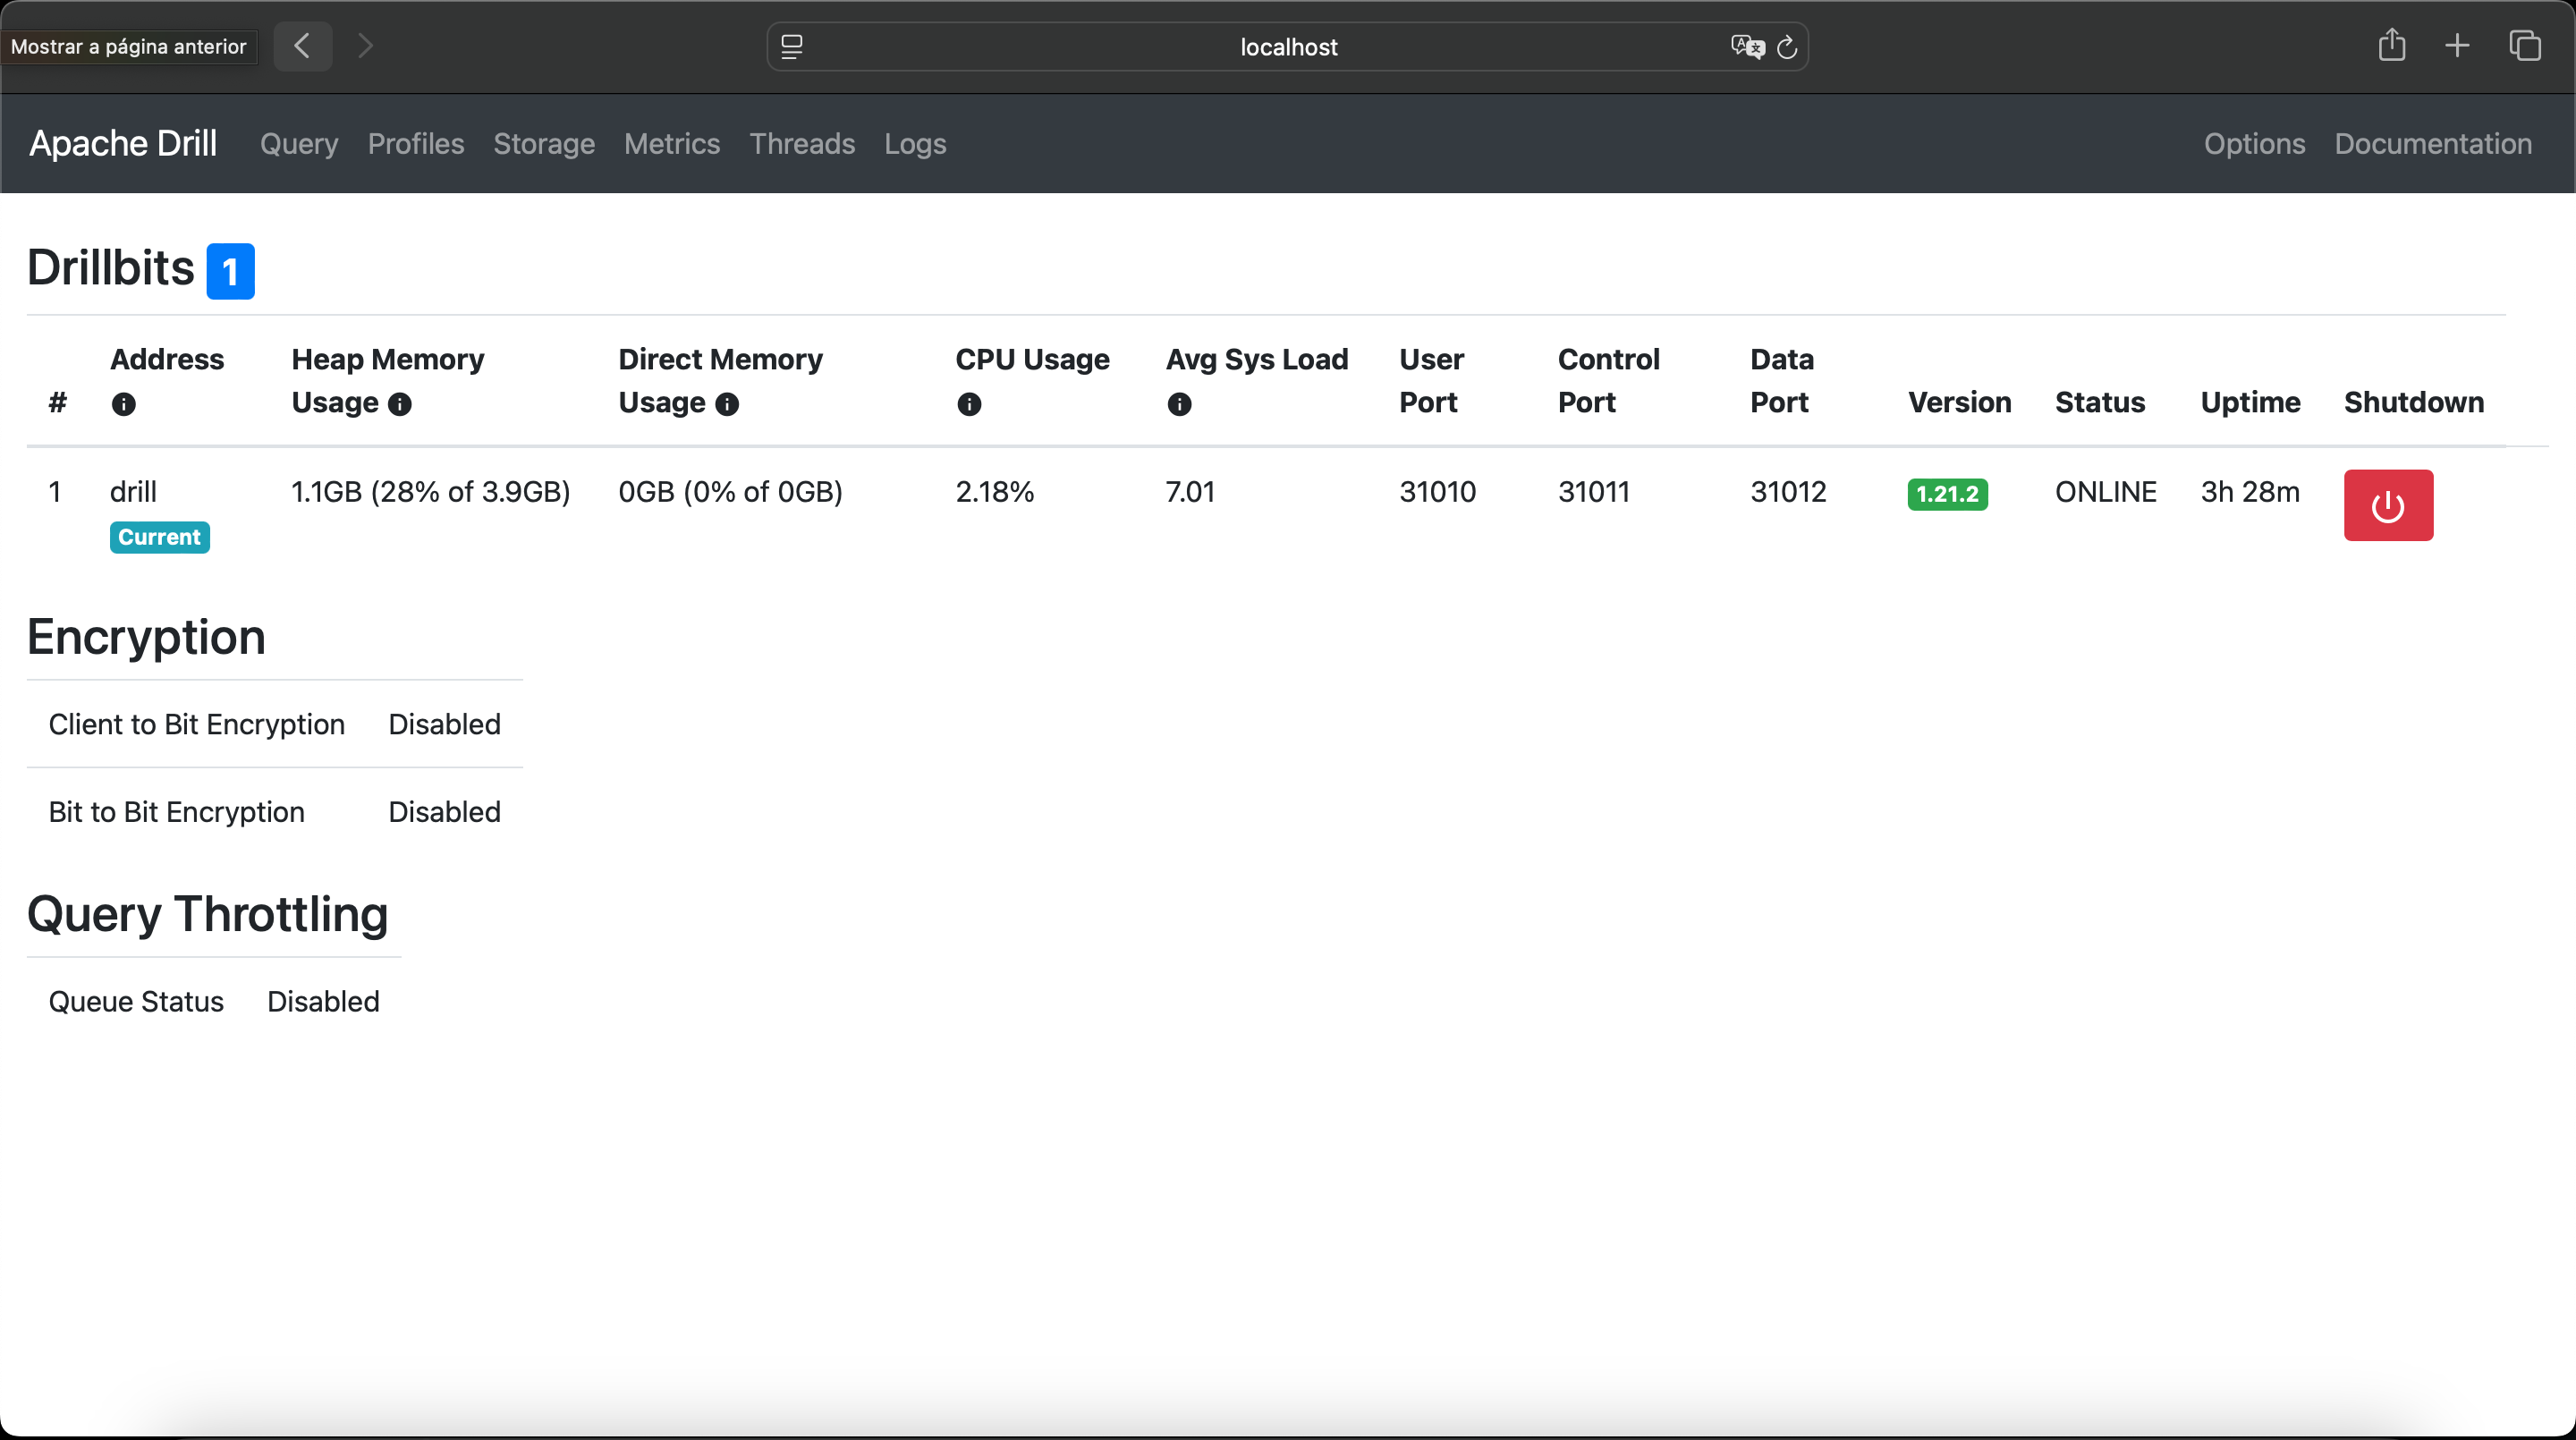 Mostrar a página anterior
localhost
Apache Drill Query Profiles Storage Metrics Threads Logs Options Documentation
Drillbits 1
# Address Heap Memory Usage Direct Memory Usage CPU Usage Avg Sys Load User Port Control Port Data Port Version Status Uptime Shutdown
1 drill 1.1GB (28% of 3.9GB) 0GB (0% of 0GB) 2.18% 7.01 31010 31011 31012 1.21.2 ONLINE 3h 28m
Current
Encryption
Client to Bit Encryption Disabled
Bit to Bit Encryption Disabled
Query Throttling
Queue Status Disabled